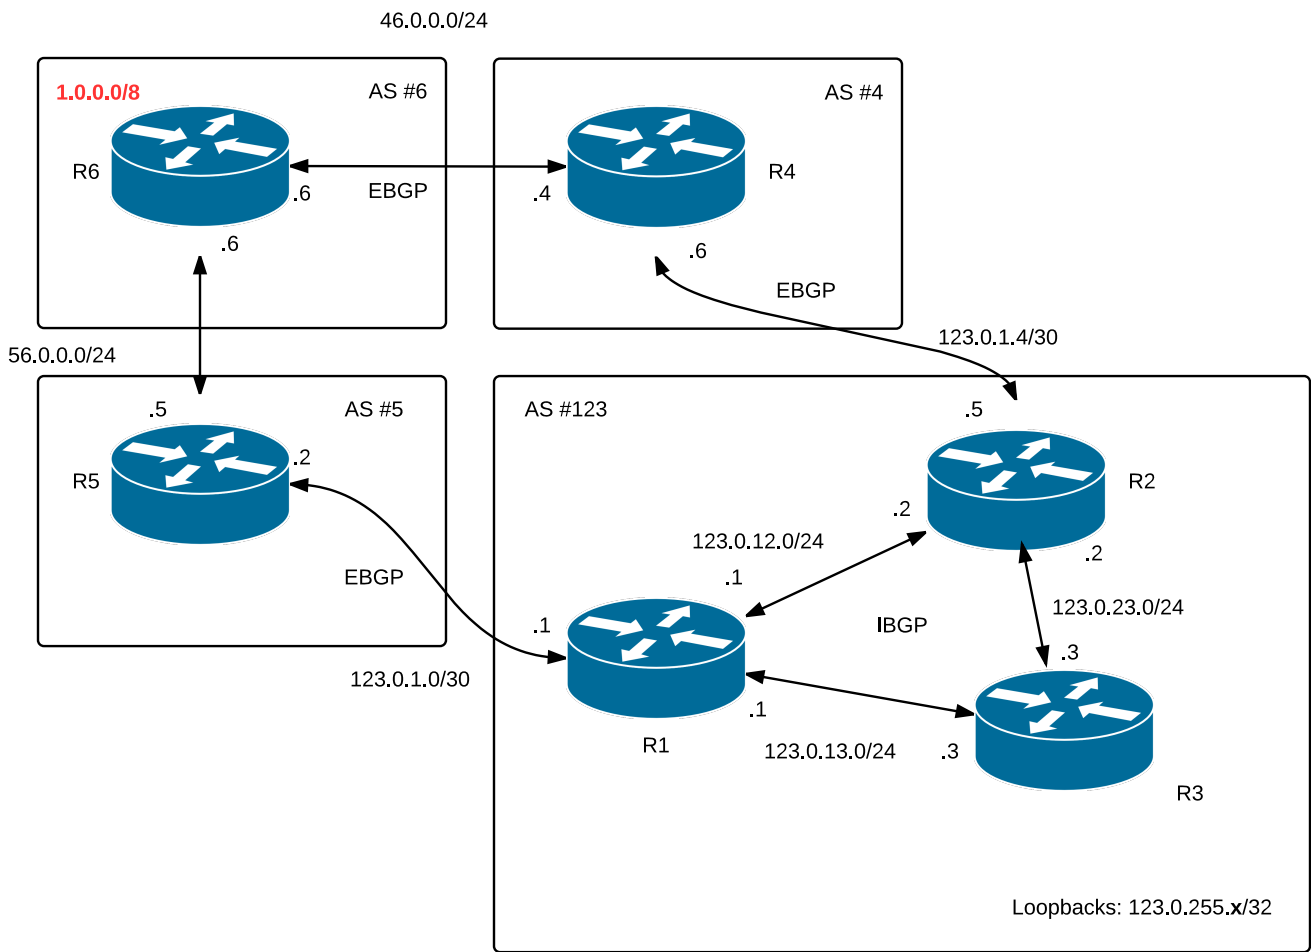 46.0.0.0/24
1.0.0.0/8
AS #6
AS #4
R6
R4
.6
EBGP
.4
.6
.6
EBGP
123.0.1.4/30
56.0.0.0/24
.5
AS #5
AS #123
.5
R5
.2
R2
.2
123.0.12.0/24
.2
EBGP
.1
123.0.23.0/24
.1
IBGP
.3
123.0.1.0/30
.1
R1
123.0.13.0/24
.3
R3
Loopbacks: 123.0.255.x/32